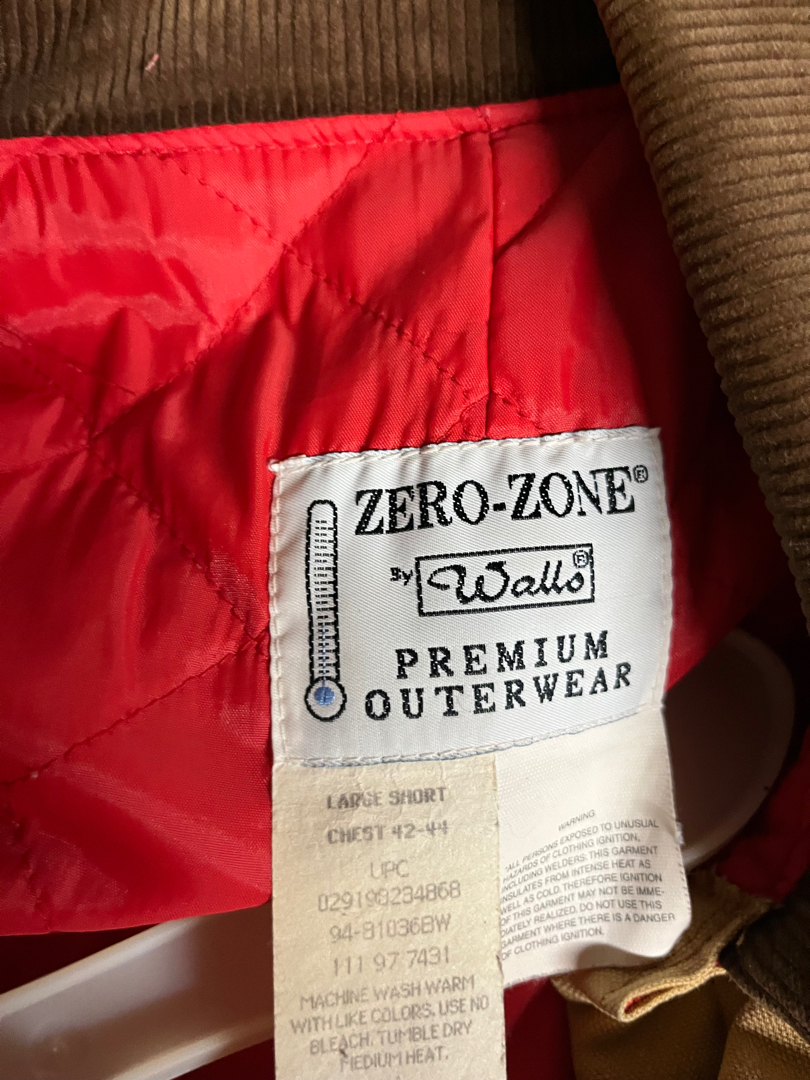 ZERO-ZONE®
By Walls®
PREMIUM
OUTERWEAR
LARGE SHORT
CHEST 42-44
UPC
029198234868
94-81036BW
111 97 7431
MACHINE WASH WARM
WITH LIKE COLORS. USE NO
BLEACH. TUMBLE DRY
MEDIUM HEAT.
WARNING
"ALL PERSONS EXPOSED TO UNUSUAL
HAZARDS OF CLOTHING IGNITION,
INCLUDING WELDERS: THIS GARMENT
INSULATES FROM INTENSE HEAT AS
WELL AS COLD. THEREFORE IGNITION
OF THIS GARMENT MAY NOT BE IMME-
DIATELY REALIZED. DO NOT USE THIS
GARMENT WHERE THERE IS A DANGER
OF CLOTHING IGNITION.